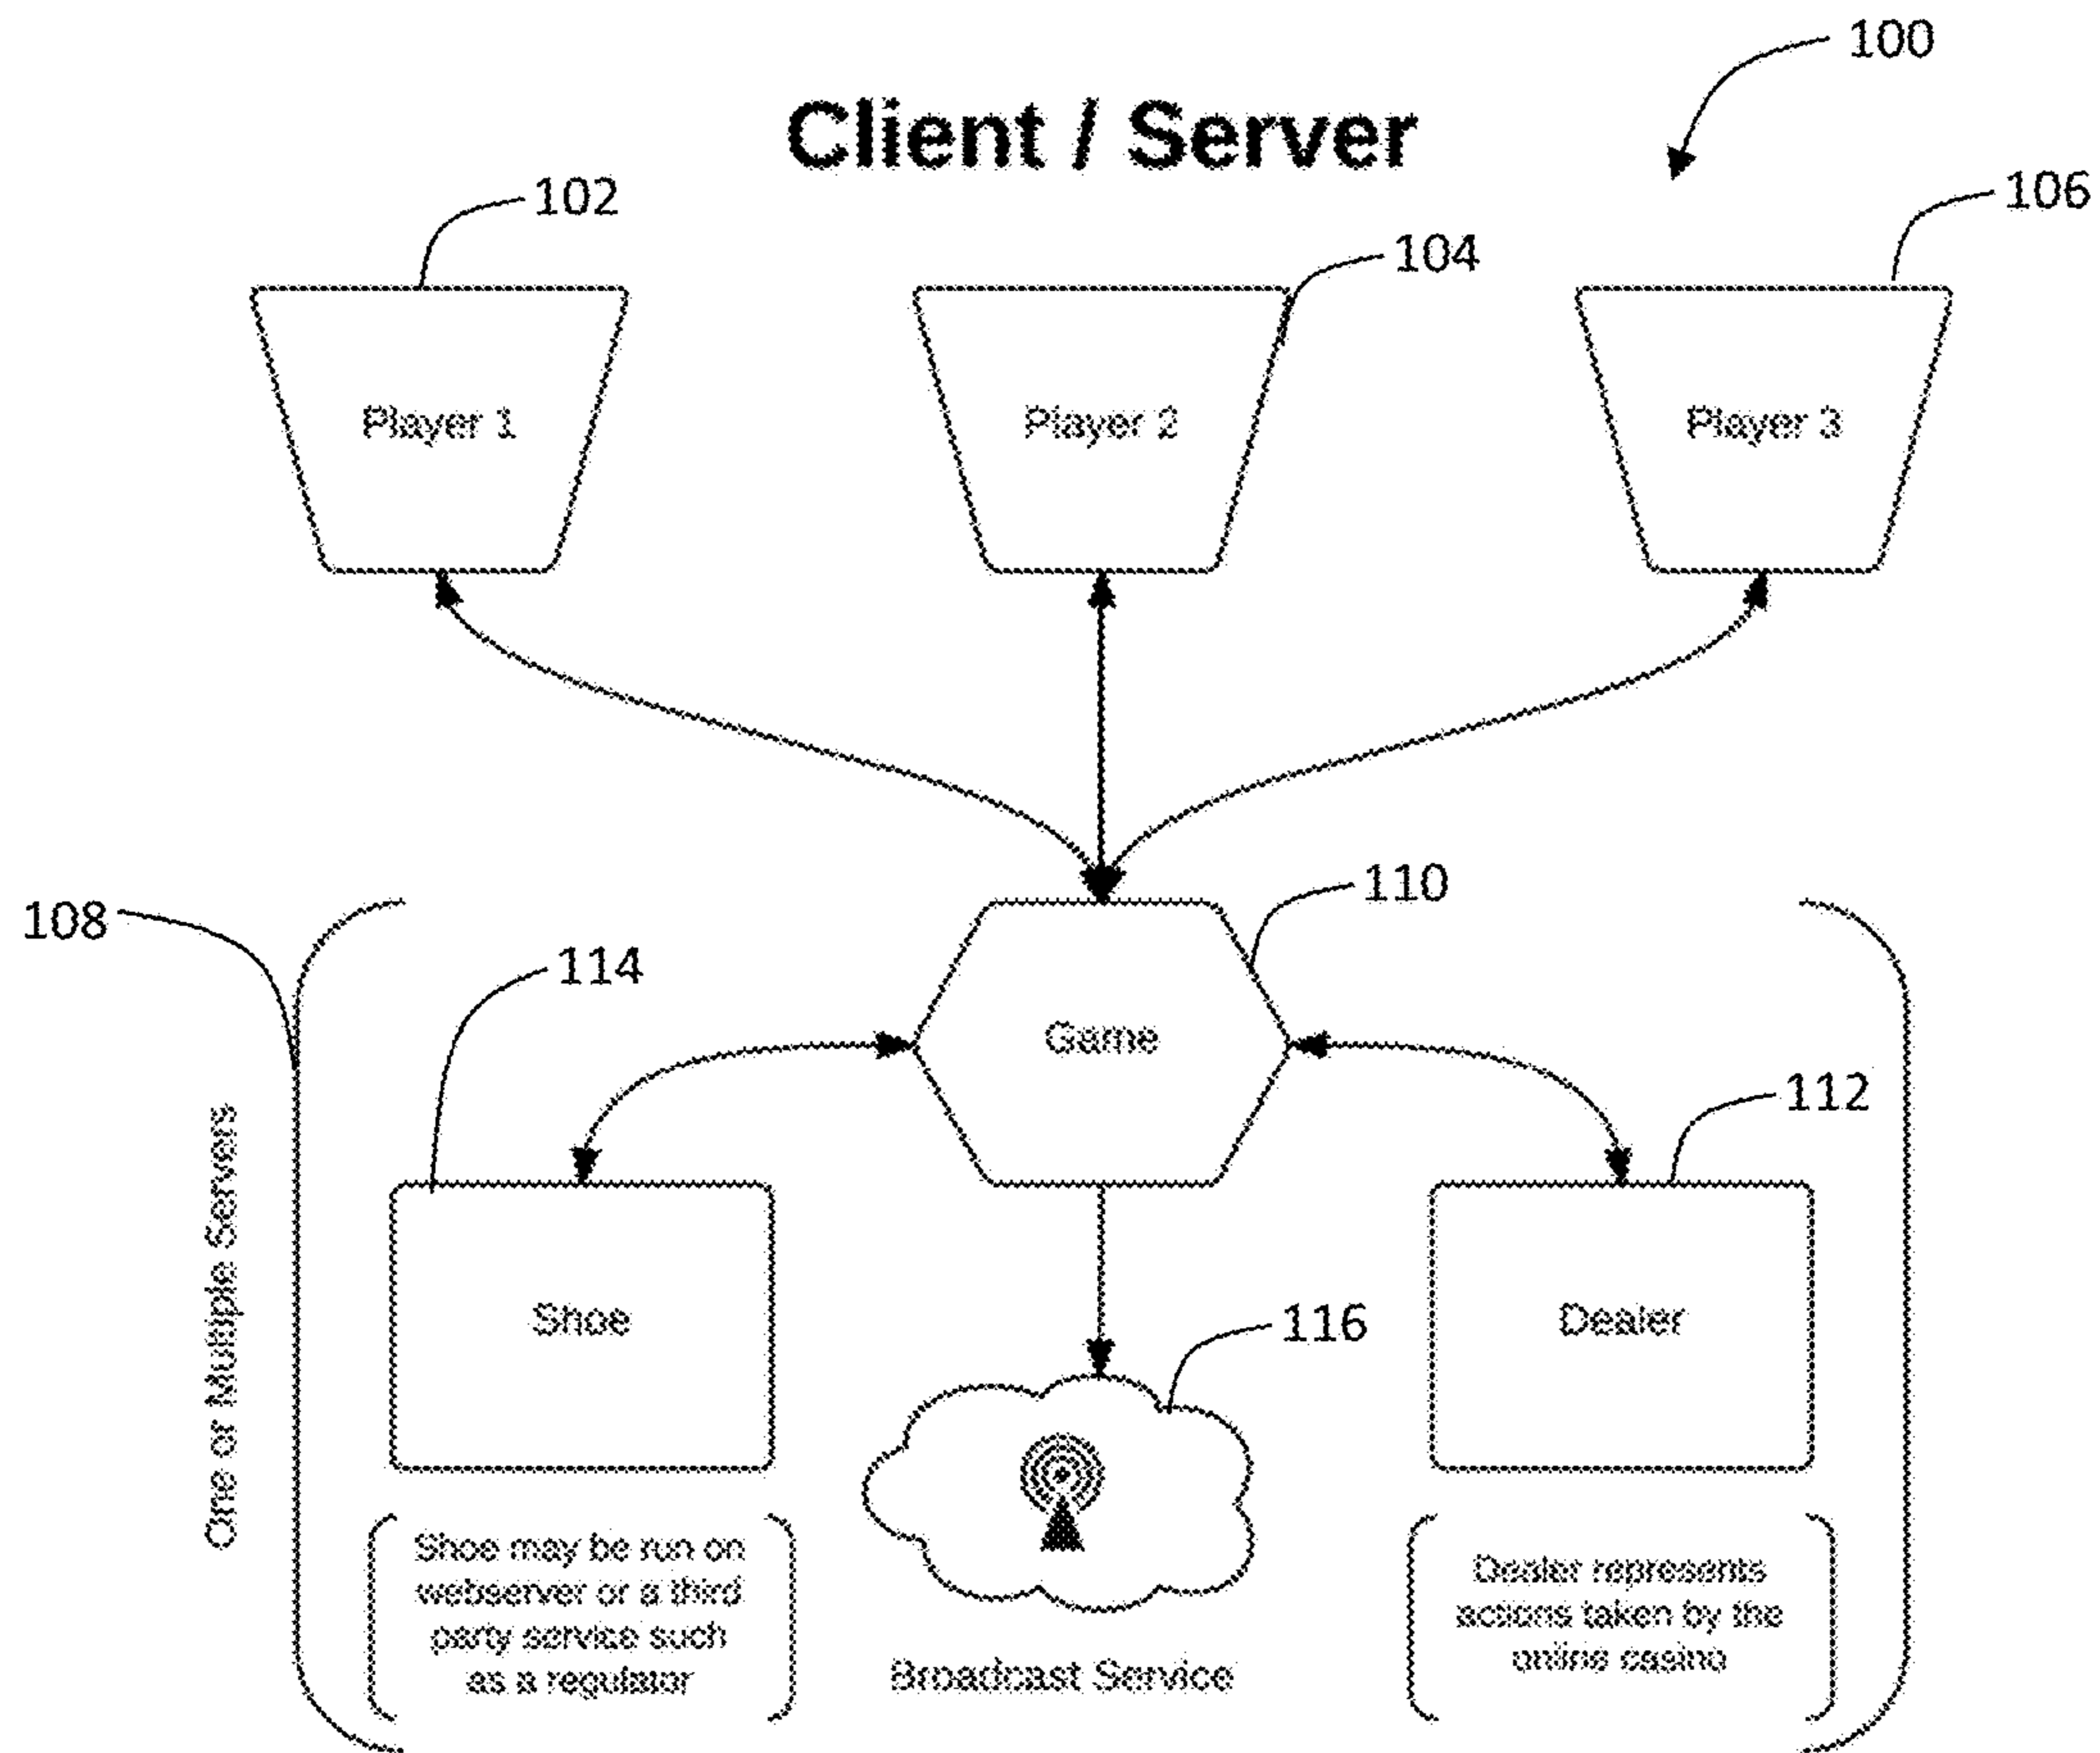 100
Client / Server
102
104
106
Player 1
Player 2
Player 3
108
110
114
Game
112
One or Multiple Servers
Shoe
116
Dealer
Shoe may be run on
webserver or a third
party service such
as a regulator
Broadcast Service
Dealer represents
actions taken by the
online casino